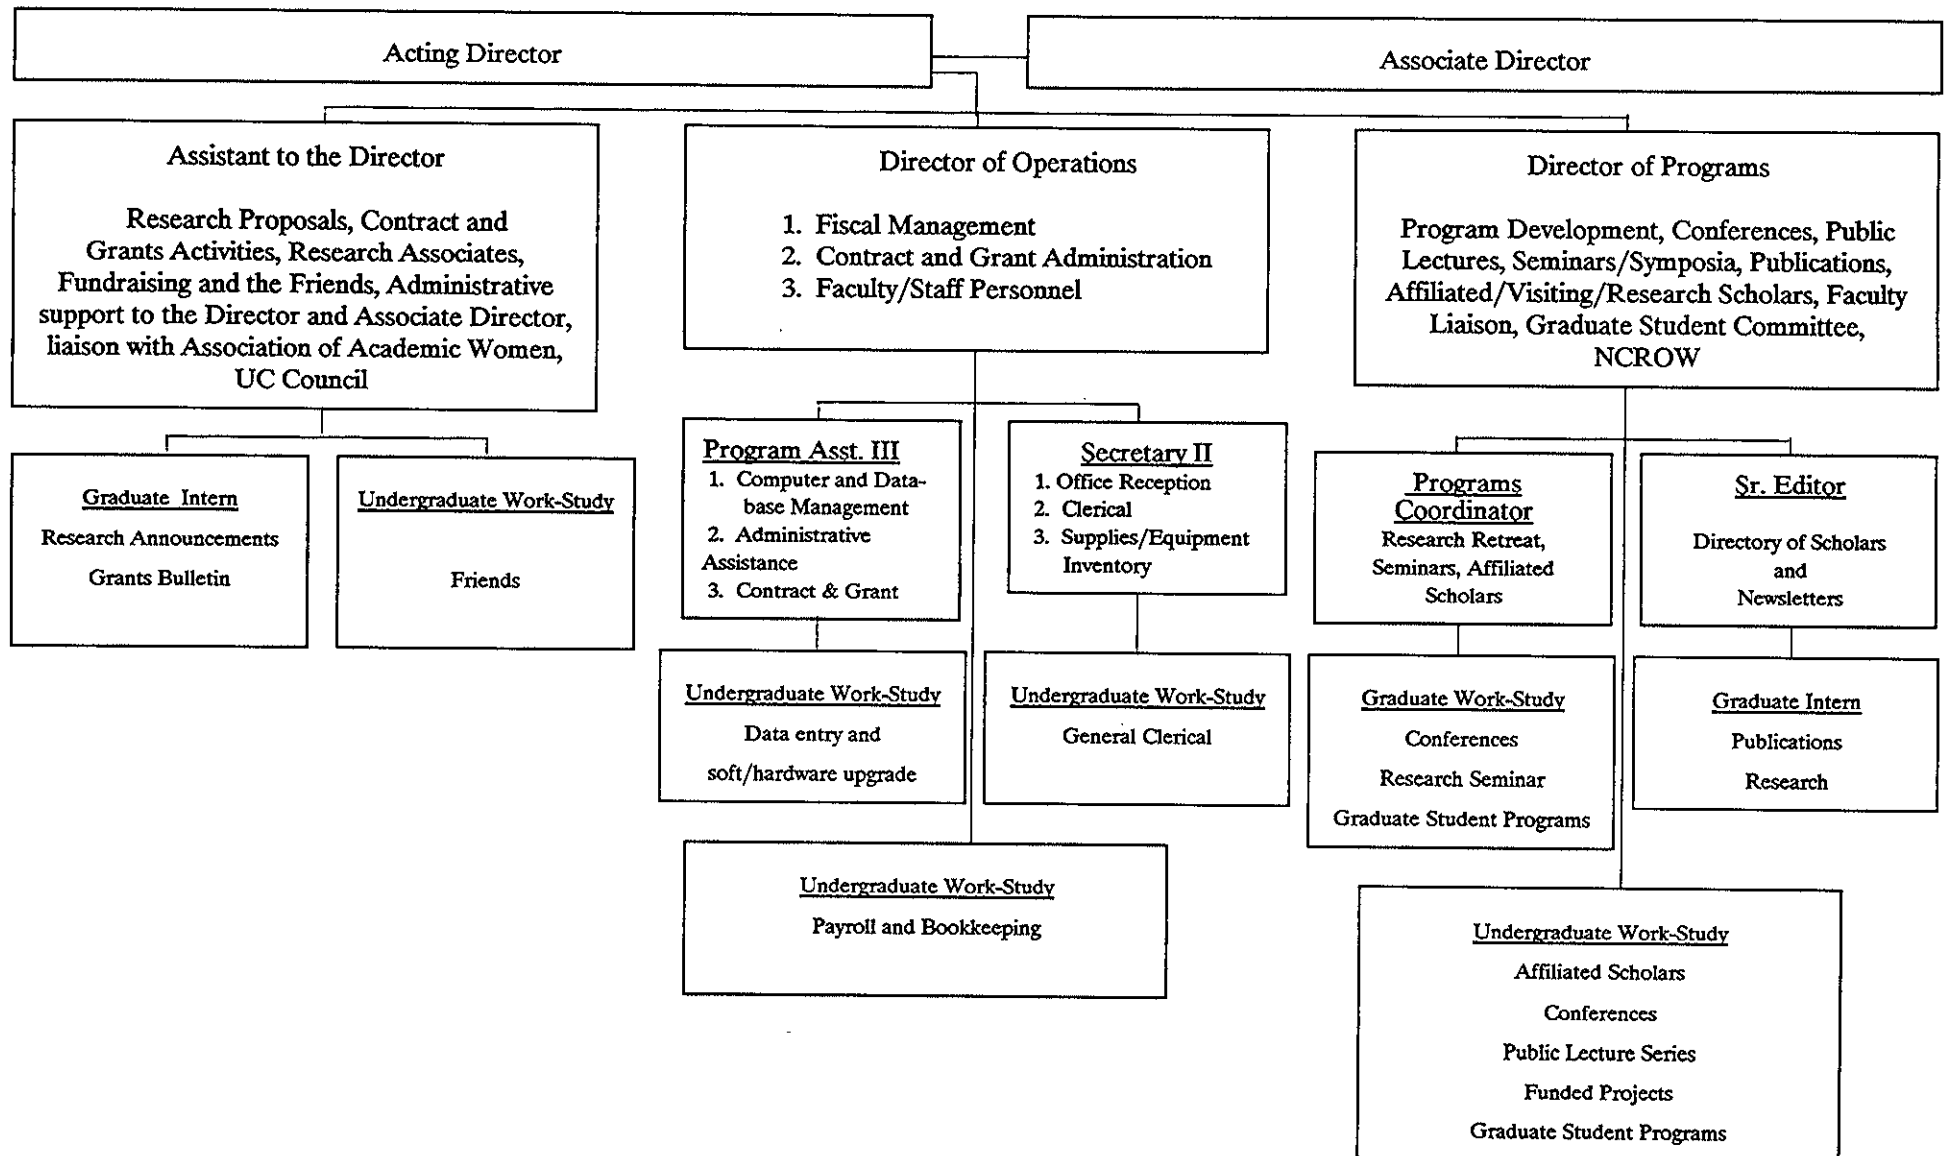 Acting Director
Associate Director
Assistant to the Director
Research Proposals, Contract and
Grants Activities, Research Associates,
Fundraising and the Friends, Administrative
support to the Director and Associate Director,
liaison with Association of Academic Women,
UC Council
Director of Operations
1. Fiscal Management
2. Contract and Grant Administration
3. Faculty/Staff Personnel
Director of Programs
Program Development, Conferences, Public
Lectures, Seminars/Symposia, Publications,
Affiliated/Visiting/Research Scholars, Faculty
Liaison, Graduate Student Committee,
NCROW
Graduate Intern
Research Announcements
Grants Bulletin
Undergraduate Work-Study
Friends
Program Asst. III
1. Computer and Data-
base Management
2. Administrative
Assistance
3. Contract & Grant
Secretary II
1. Office Reception
2. Clerical
3. Supplies/Equipment
Inventory
Programs
Coordinator
Research Retreat,
Seminars, Affiliated
Scholars
Sr. Editor
Directory of Scholars
and
Newsletters
Undergraduate Work-Study
Data entry and
soft/hardware upgrade
Undergraduate Work-Study
General Clerical
Graduate Work-Study
Conferences
Research Seminar
Graduate Student Programs
Graduate Intern
Publications
Research
Undergraduate Work-Study
Payroll and Bookkeeping
Undergraduate Work-Study
Affiliated Scholars
Conferences
Public Lecture Series
Funded Projects
Graduate Student Programs